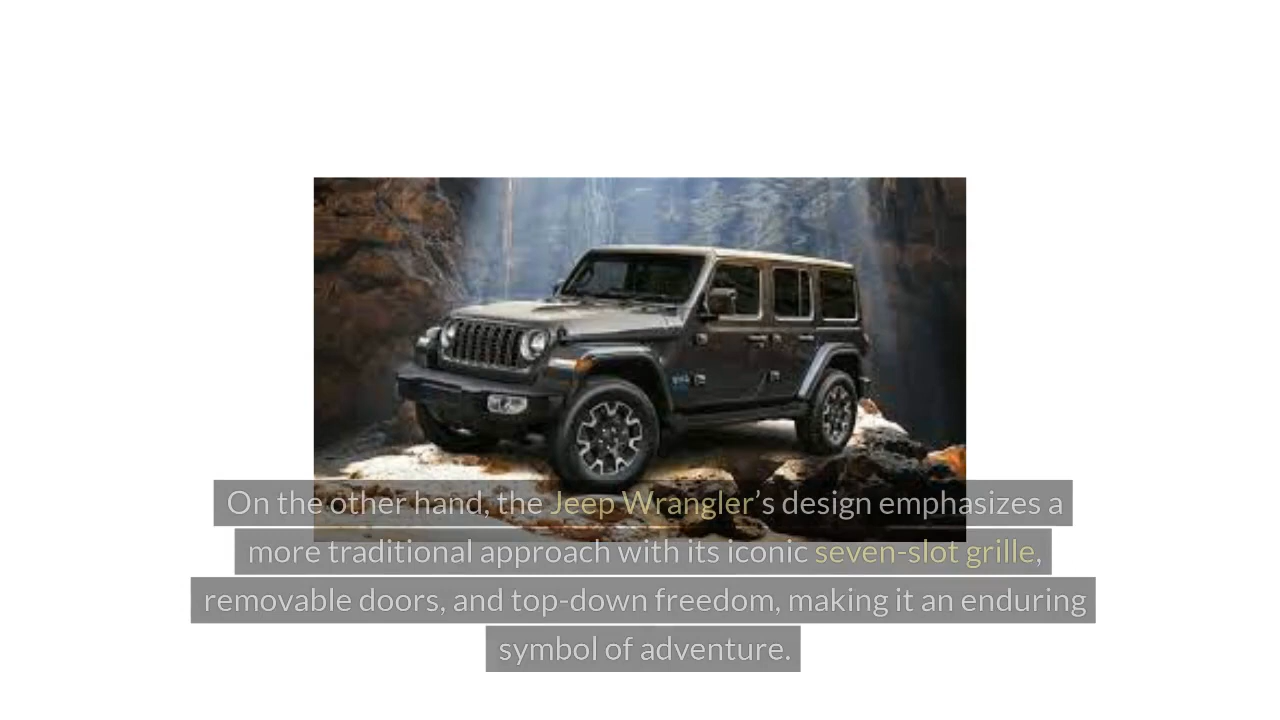 On the other hand, the Jeep Wrangler’s design emphasizes a
more traditional approach with its iconic seven-slot grille,
removable doors, and top-down freedom, making it an enduring
symbol of adventure.